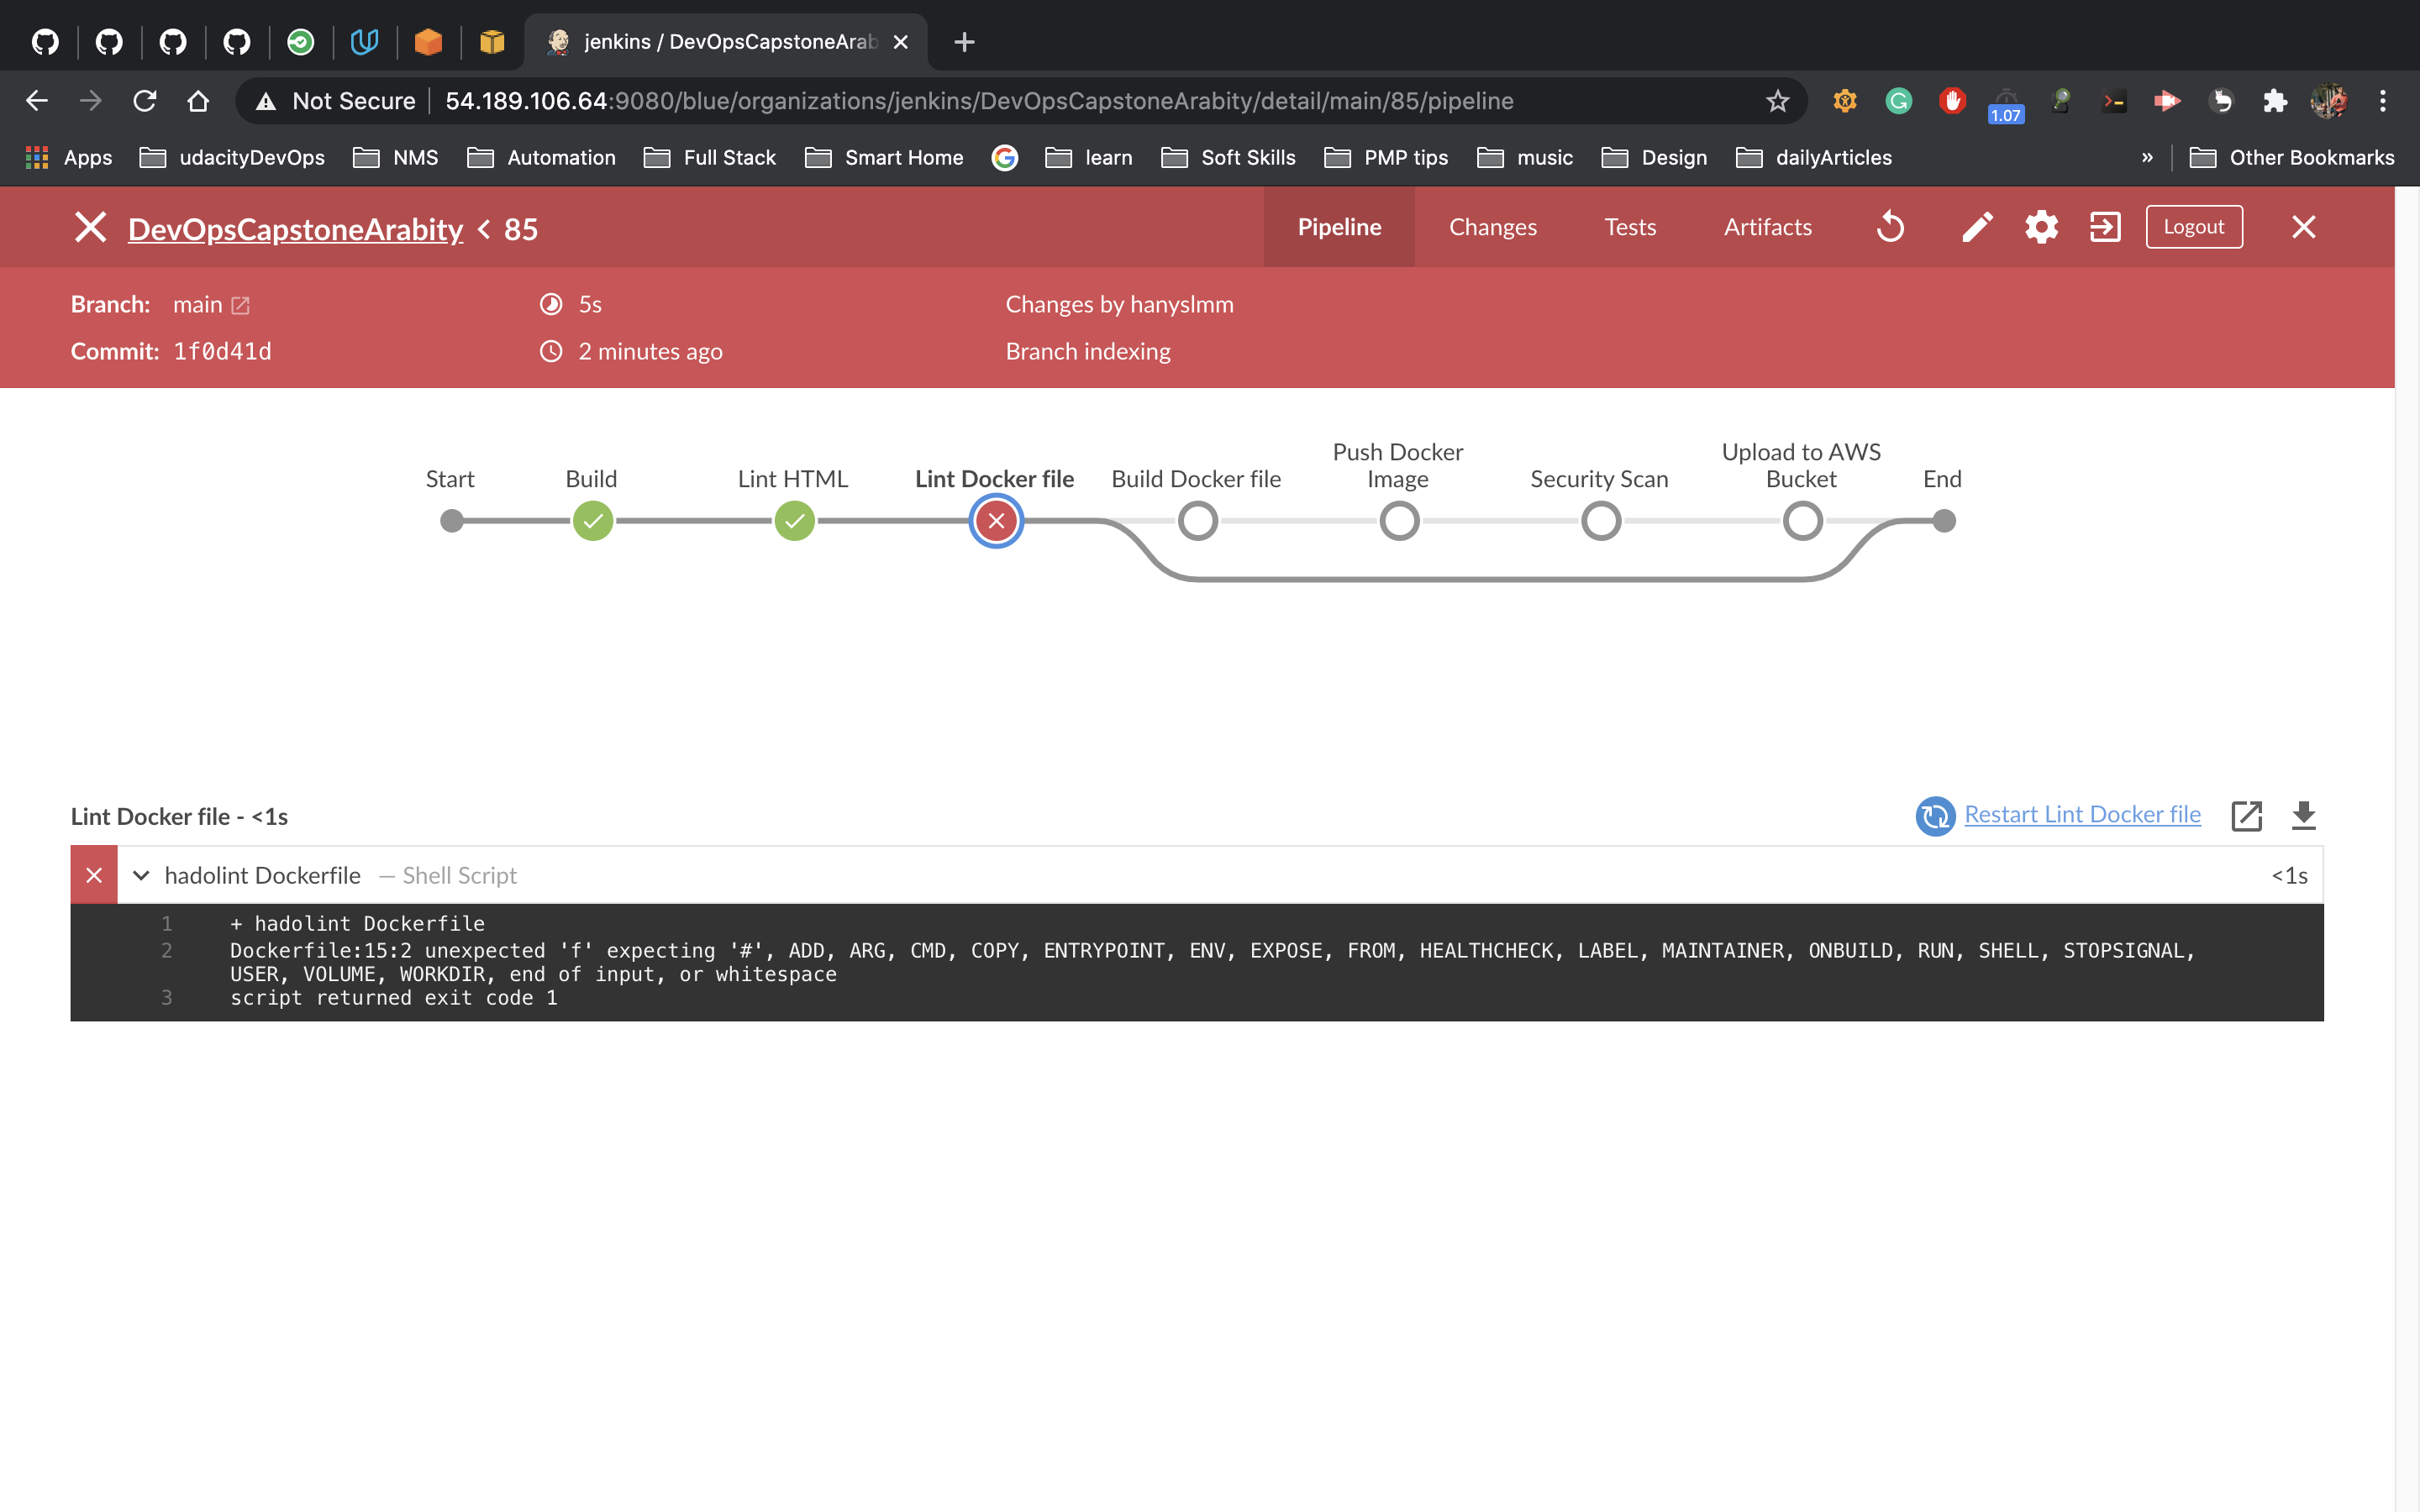 jenkins / DevOpsCapstoneArab
Not Secure 54.189.106.64:9080/blue/organizations/jenkins/DevOpsCapstoneArabity/detail/main/85/pipeline
1.07
Apps udacityDevOps NMS Automation Full Stack Smart Home learn Soft Skills PMP tips music Design dailyArticles » Other Bookmarks
DevOpsCapstoneArabity < 85 Pipeline Changes Tests Artifacts Logout
Branch: main 5s Changes by hanyslmm
Commit: 1f0d41d 2 minutes ago Branch indexing
Start Build Lint HTML Lint Docker file Build Docker file Push Docker Image Security Scan Upload to AWS Bucket End
Lint Docker file - <1s Restart Lint Docker file
hadolint Dockerfile — Shell Script <1s
1 + hadolint Dockerfile
2 Dockerfile:15:2 unexpected 'f' expecting '#', ADD, ARG, CMD, COPY, ENTRYPOINT, ENV, EXPOSE, FROM, HEALTHCHECK, LABEL, MAINTAINER, ONBUILD, RUN, SHELL, STOPSIGNAL,
USER, VOLUME, WORKDIR, end of input, or whitespace
3 script returned exit code 1